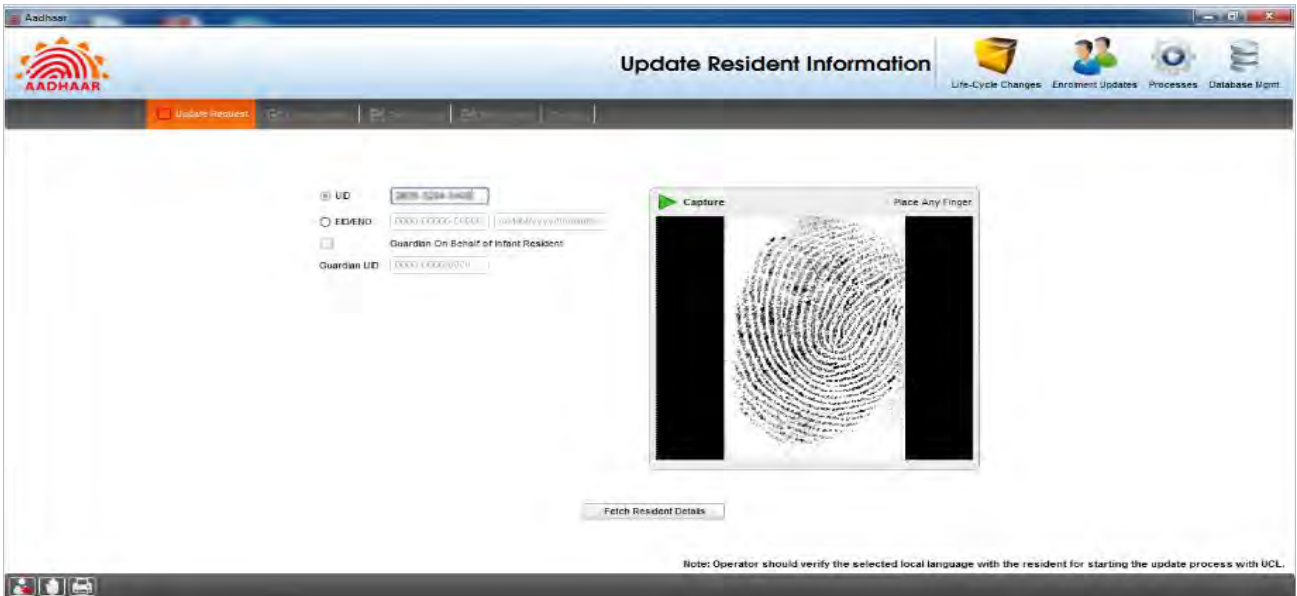 Aadhaar
AADHAAR
Update Resident Information
Life-Cycle Changes Enrolment Updates Processes Database Mgmt
Update Request
UID
EID/ENO
Guardian On Behalf of Infant Resident
Guardian UID
Capture Place Any Finger
Fetch Resident Details
Note: Operator should verify the selected local language with the resident for starting the update process with UCL.